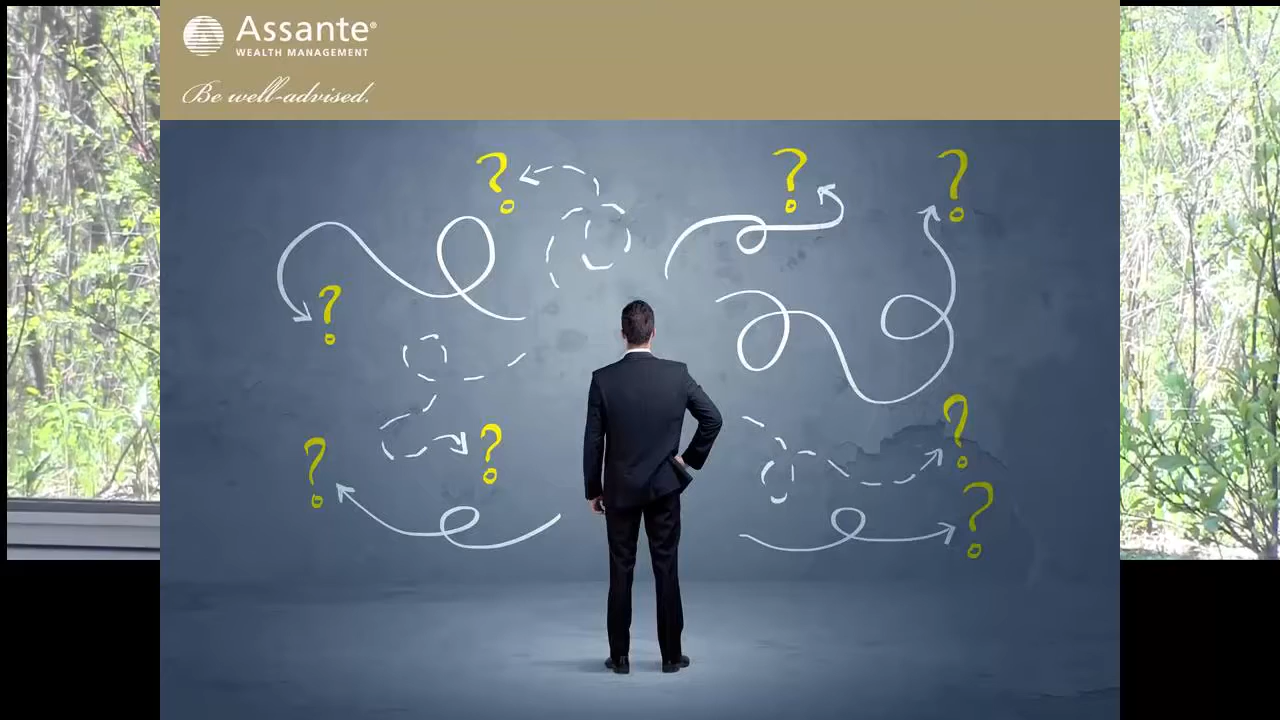 Assante®
WEALTH MANAGEMENT
Be well-advised.
? ? ?
?
? ? ?
?